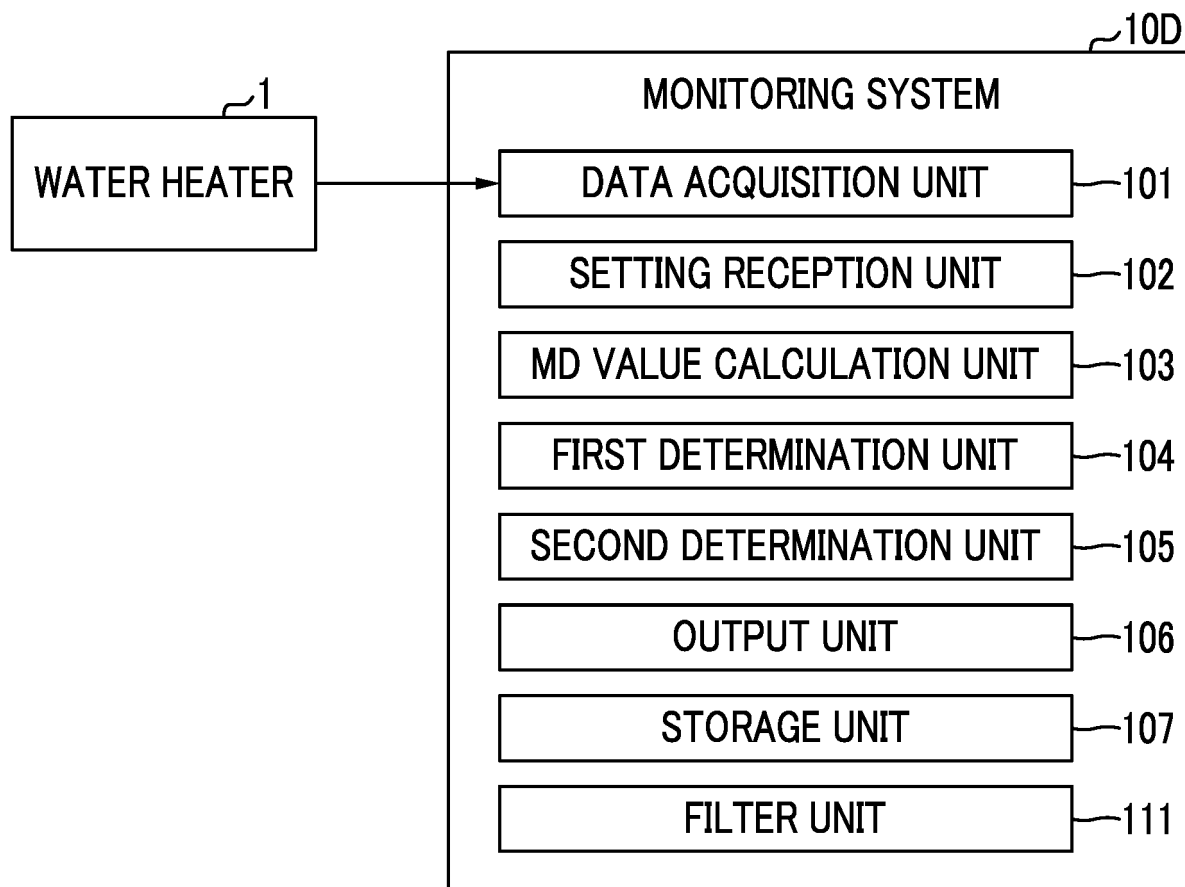 10D
MONITORING SYSTEM
1
WATER HEATER
DATA ACQUISITION UNIT 101
SETTING RECEPTION UNIT 102
MD VALUE CALCULATION UNIT 103
FIRST DETERMINATION UNIT 104
SECOND DETERMINATION UNIT 105
OUTPUT UNIT 106
STORAGE UNIT 107
FILTER UNIT 111